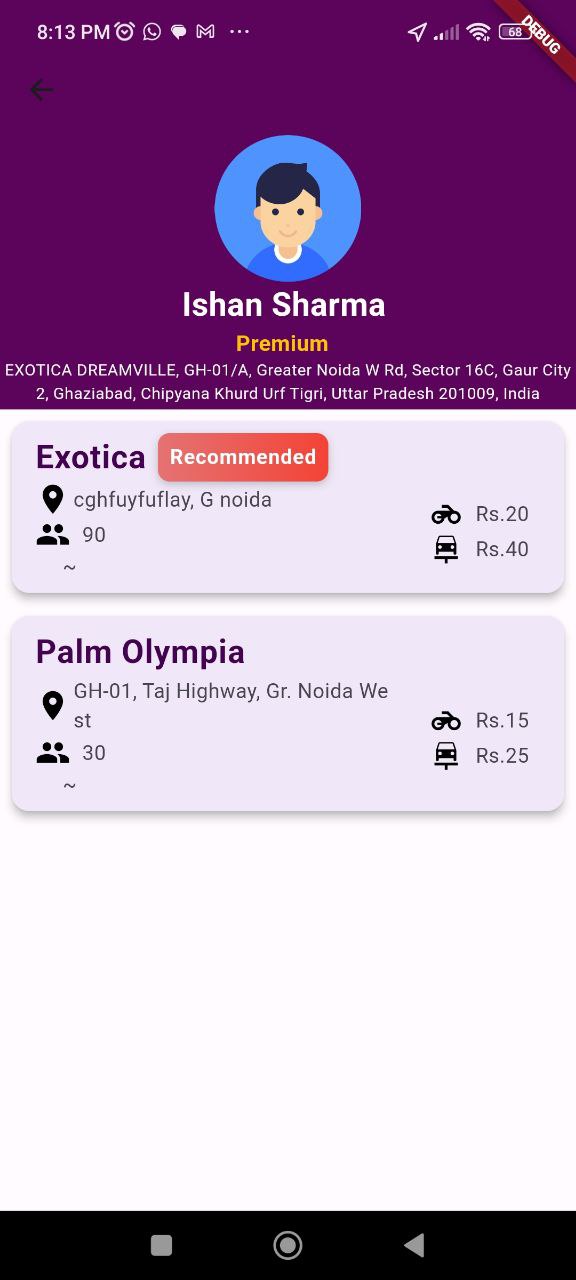 8:13 PM
68
DEBUG
Ishan Sharma
Premium
EXOTICA DREAMVILLE, GH-01/A, Greater Noida W Rd, Sector 16C, Gaur City
2, Ghaziabad, Chipyana Khurd Urf Tigri, Uttar Pradesh 201009, India
Exotica Recommended
cghfuyfuflay, G noida
Rs.20
90
Rs.40
~
Palm Olympia
GH-01, Taj Highway, Gr. Noida We
st
Rs.15
30
Rs.25
~